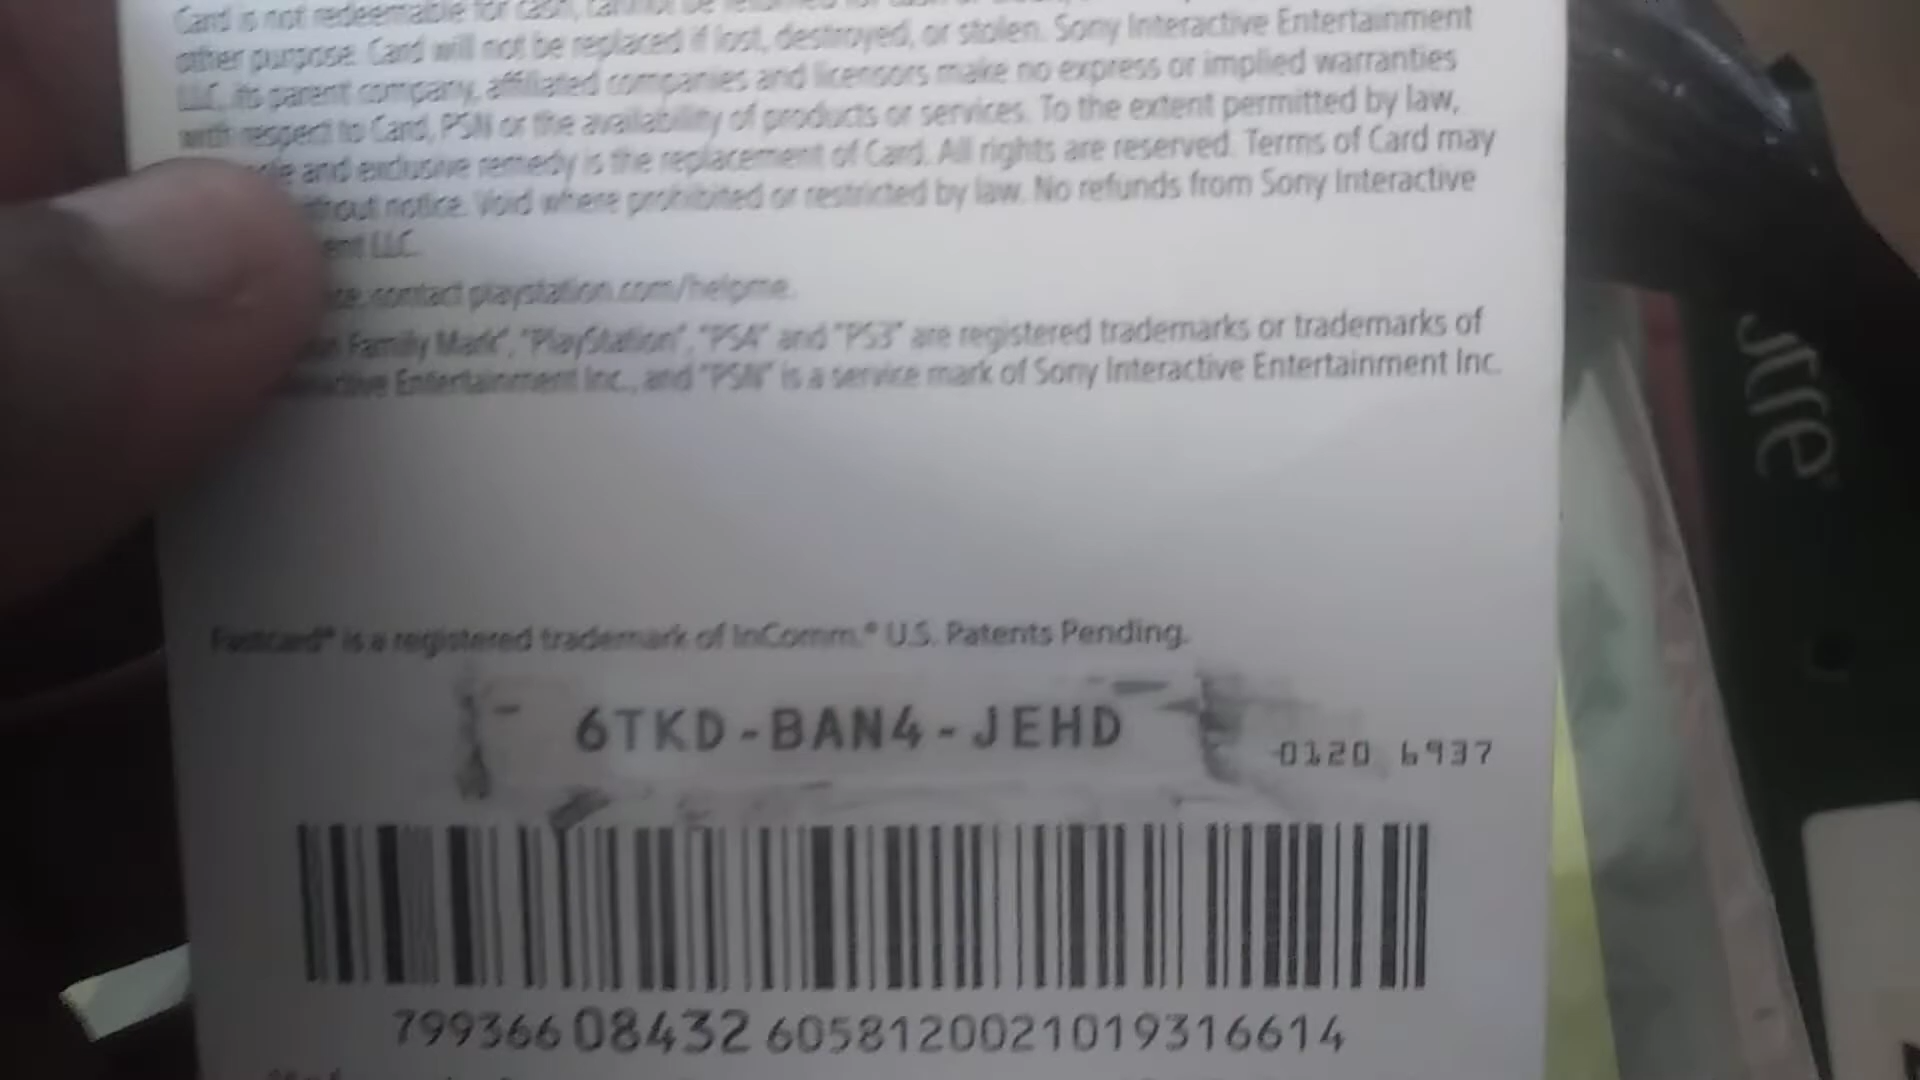 Card is not redeemable for cash, cannot be returned for cash
other purpose. Card will not be replaced if lost, destroyed, or stolen. Sony Interactive Entertainment
LLC, its parent company, affiliated companies and licensors make no express or implied warranties
with respect to Card, PSN or the availability of products or services. To the extent permitted by law,
and exclusive remedy is the replacement of Card. All rights are reserved. Terms of Card may
notice. Void where prohibited or restricted by law. No refunds from Sony Interactive
LLC.
contact playstation.com/helpme.
Family Mark", "PlayStation", "PS4" and "PS3" are registered trademarks or trademarks of
Entertainment Inc., and "PSN" is a service mark of Sony Interactive Entertainment Inc.
Fastcard® is a registered trademark of InComm.® U.S. Patents Pending.
6TKD-BAN4-JEHD
0120 6937
799366 08432 6058120021019316614